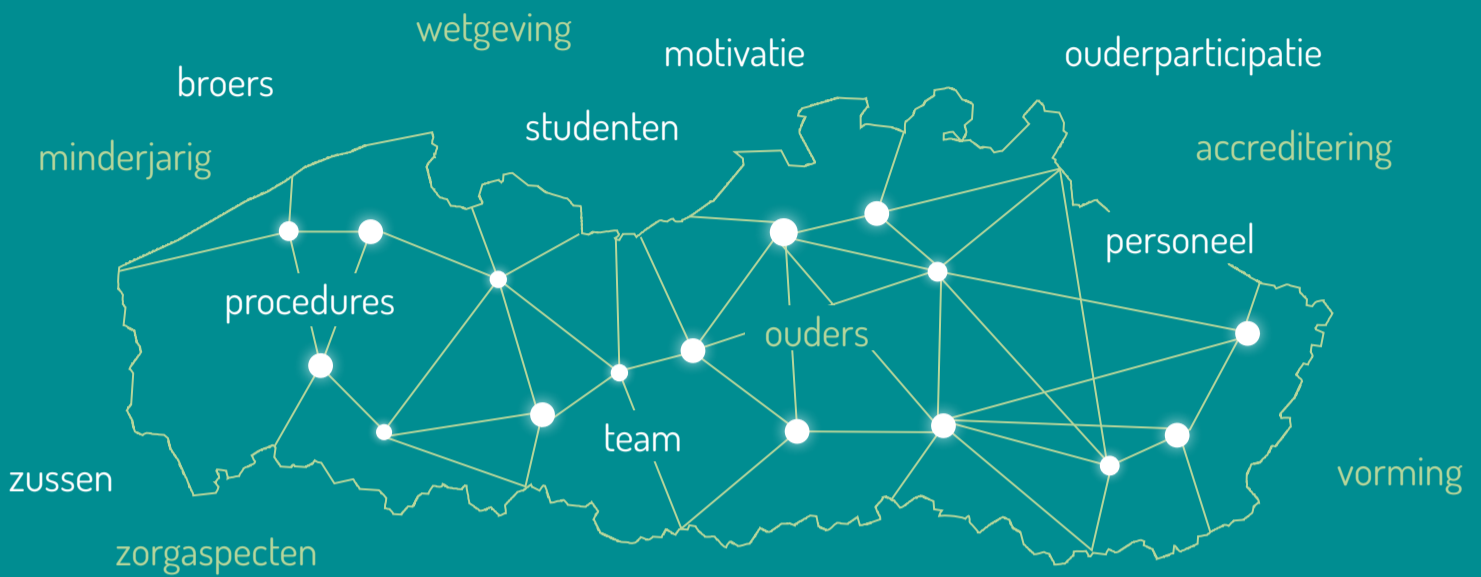 wetgeving
motivatie
ouderparticipatie
broers
studenten
accreditering
minderjarig
personeel
procedures
ouders
team
vorming
zussen
zorgaspecten